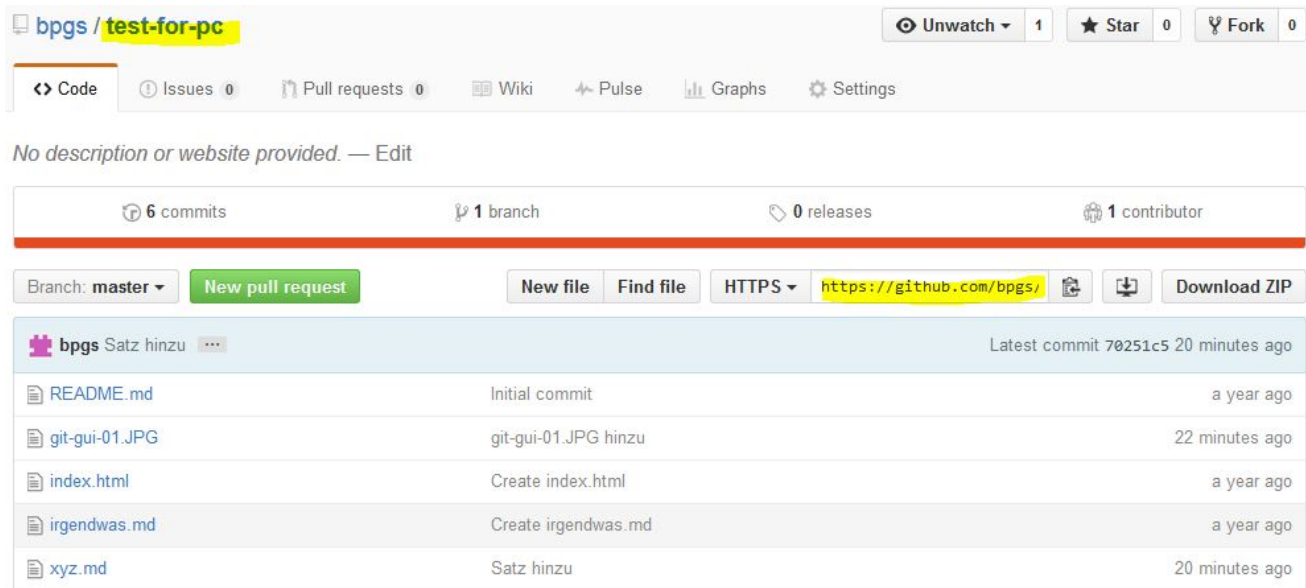 bpgs / test-for-pc Unwatch 1 Star 0 Fork 0
Code Issues 0 Pull requests 0 Wiki Pulse Graphs Settings
No description or website provided. — Edit
6 commits 1 branch 0 releases 1 contributor
Branch: master New pull request New file Find file HTTPS https://github.com/bpgs/ Download ZIP
bpgs Satz hinzu ... Latest commit 70251c5 20 minutes ago
README.md Initial commit a year ago
git-gui-01.JPG git-gui-01.JPG hinzu 22 minutes ago
index.html Create index.html a year ago
irgendwas.md Create irgendwas.md a year ago
xyz.md Satz hinzu 20 minutes ago